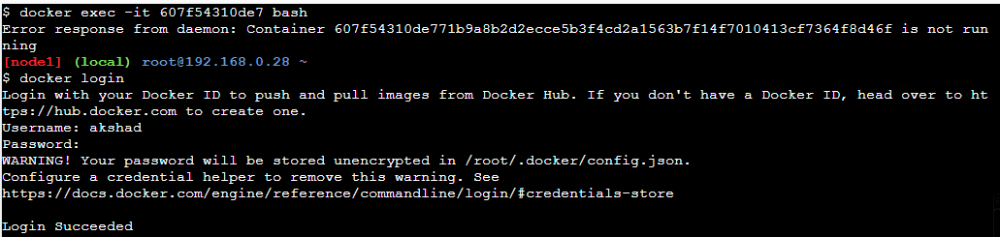 $ docker exec -it 607f54310de7 bash
Error response from daemon: Container 607f54310de771b9a8b2d2ecce5b3f4cd2a1563b7f14f7010413cf7364f8d46f is not run
ning
[node1] (local) root@192.168.0.28 ~
$ docker login
Login with your Docker ID to push and pull images from Docker Hub. If you don't have a Docker ID, head over to ht
tps://hub.docker.com to create one.
Username: akshad
Password:
WARNING! Your password will be stored unencrypted in /root/.docker/config.json.
Configure a credential helper to remove this warning. See
https://docs.docker.com/engine/reference/commandline/login/#credentials-store
Login Succeeded